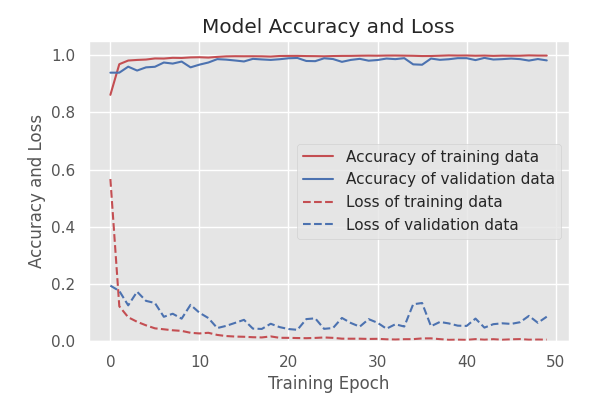 Model Accuracy and Loss
1.0
0.8
0.6
0.4
0.2
0.0
Accuracy and Loss
Accuracy of training data
Accuracy of validation data
Loss of training data
Loss of validation data
0 10 20 30 40 50
Training Epoch